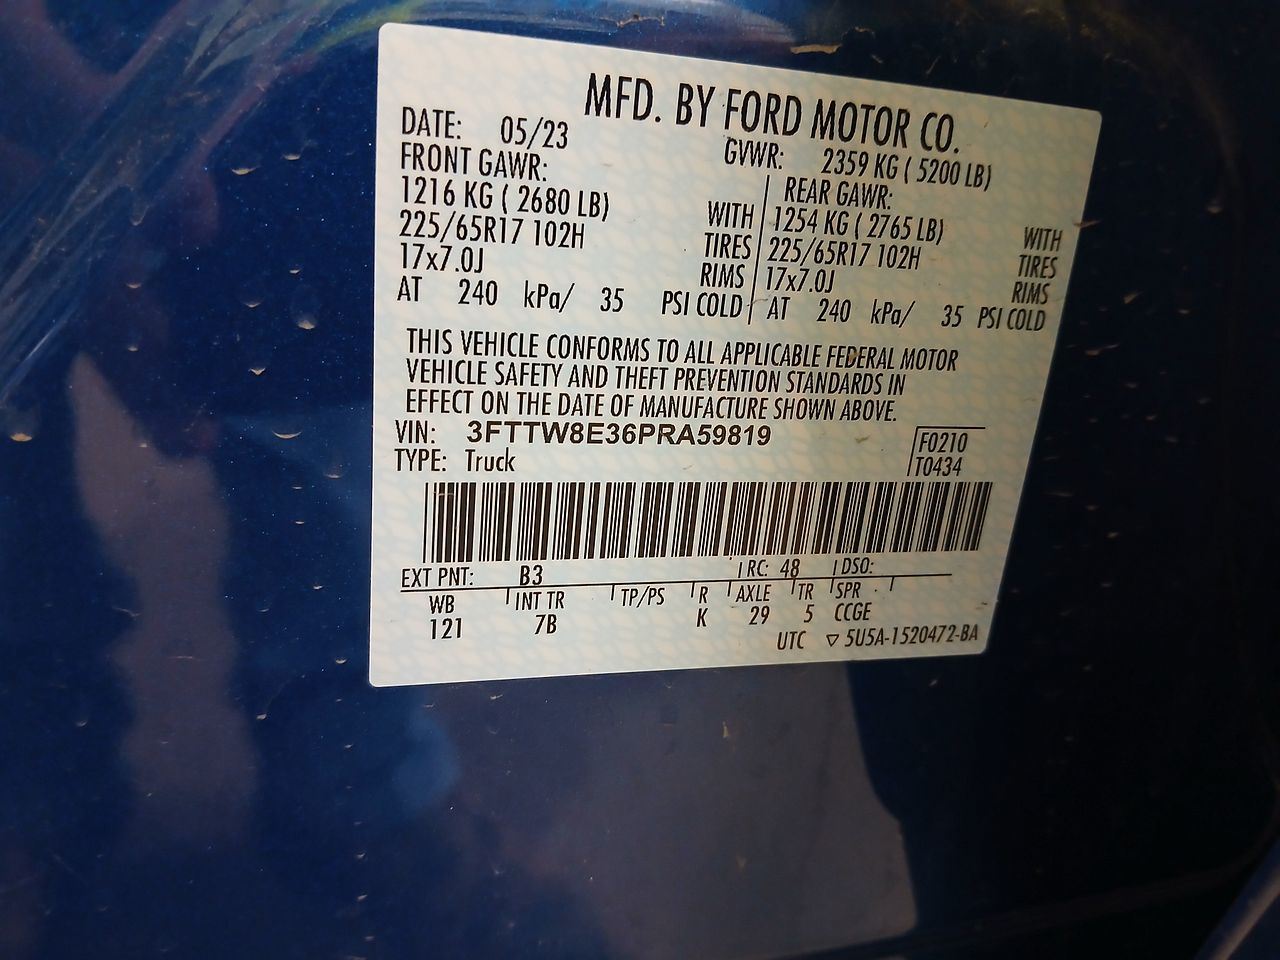 MFD. BY FORD MOTOR CO.
DATE: 05/23 GVWR: 2359 KG ( 5200 LB)
FRONT GAWR: REAR GAWR:
1216 KG ( 2680 LB) WITH 1254 KG ( 2765 LB) WITH
225/65R17 102H TIRES 225/65R17 102H TIRES
17x7.0J RIMS 17x7.0J RIMS
AT 240 kPa/ 35 PSI COLD AT 240 kPa/ 35 PSI COLD
THIS VEHICLE CONFORMS TO ALL APPLICABLE FEDERAL MOTOR
VEHICLE SAFETY AND THEFT PREVENTION STANDARDS IN
EFFECT ON THE DATE OF MANUFACTURE SHOWN ABOVE.
VIN: 3FTTW8E36PRA59819 F0210
TYPE: Truck T0434
EXT PNT: B3 RC: 48 DSO:
WB INT TR TP/PS R AXLE TR SPR
121 7B K 29 5 CCGE
UTC ▽ 5U5A-1520472-BA